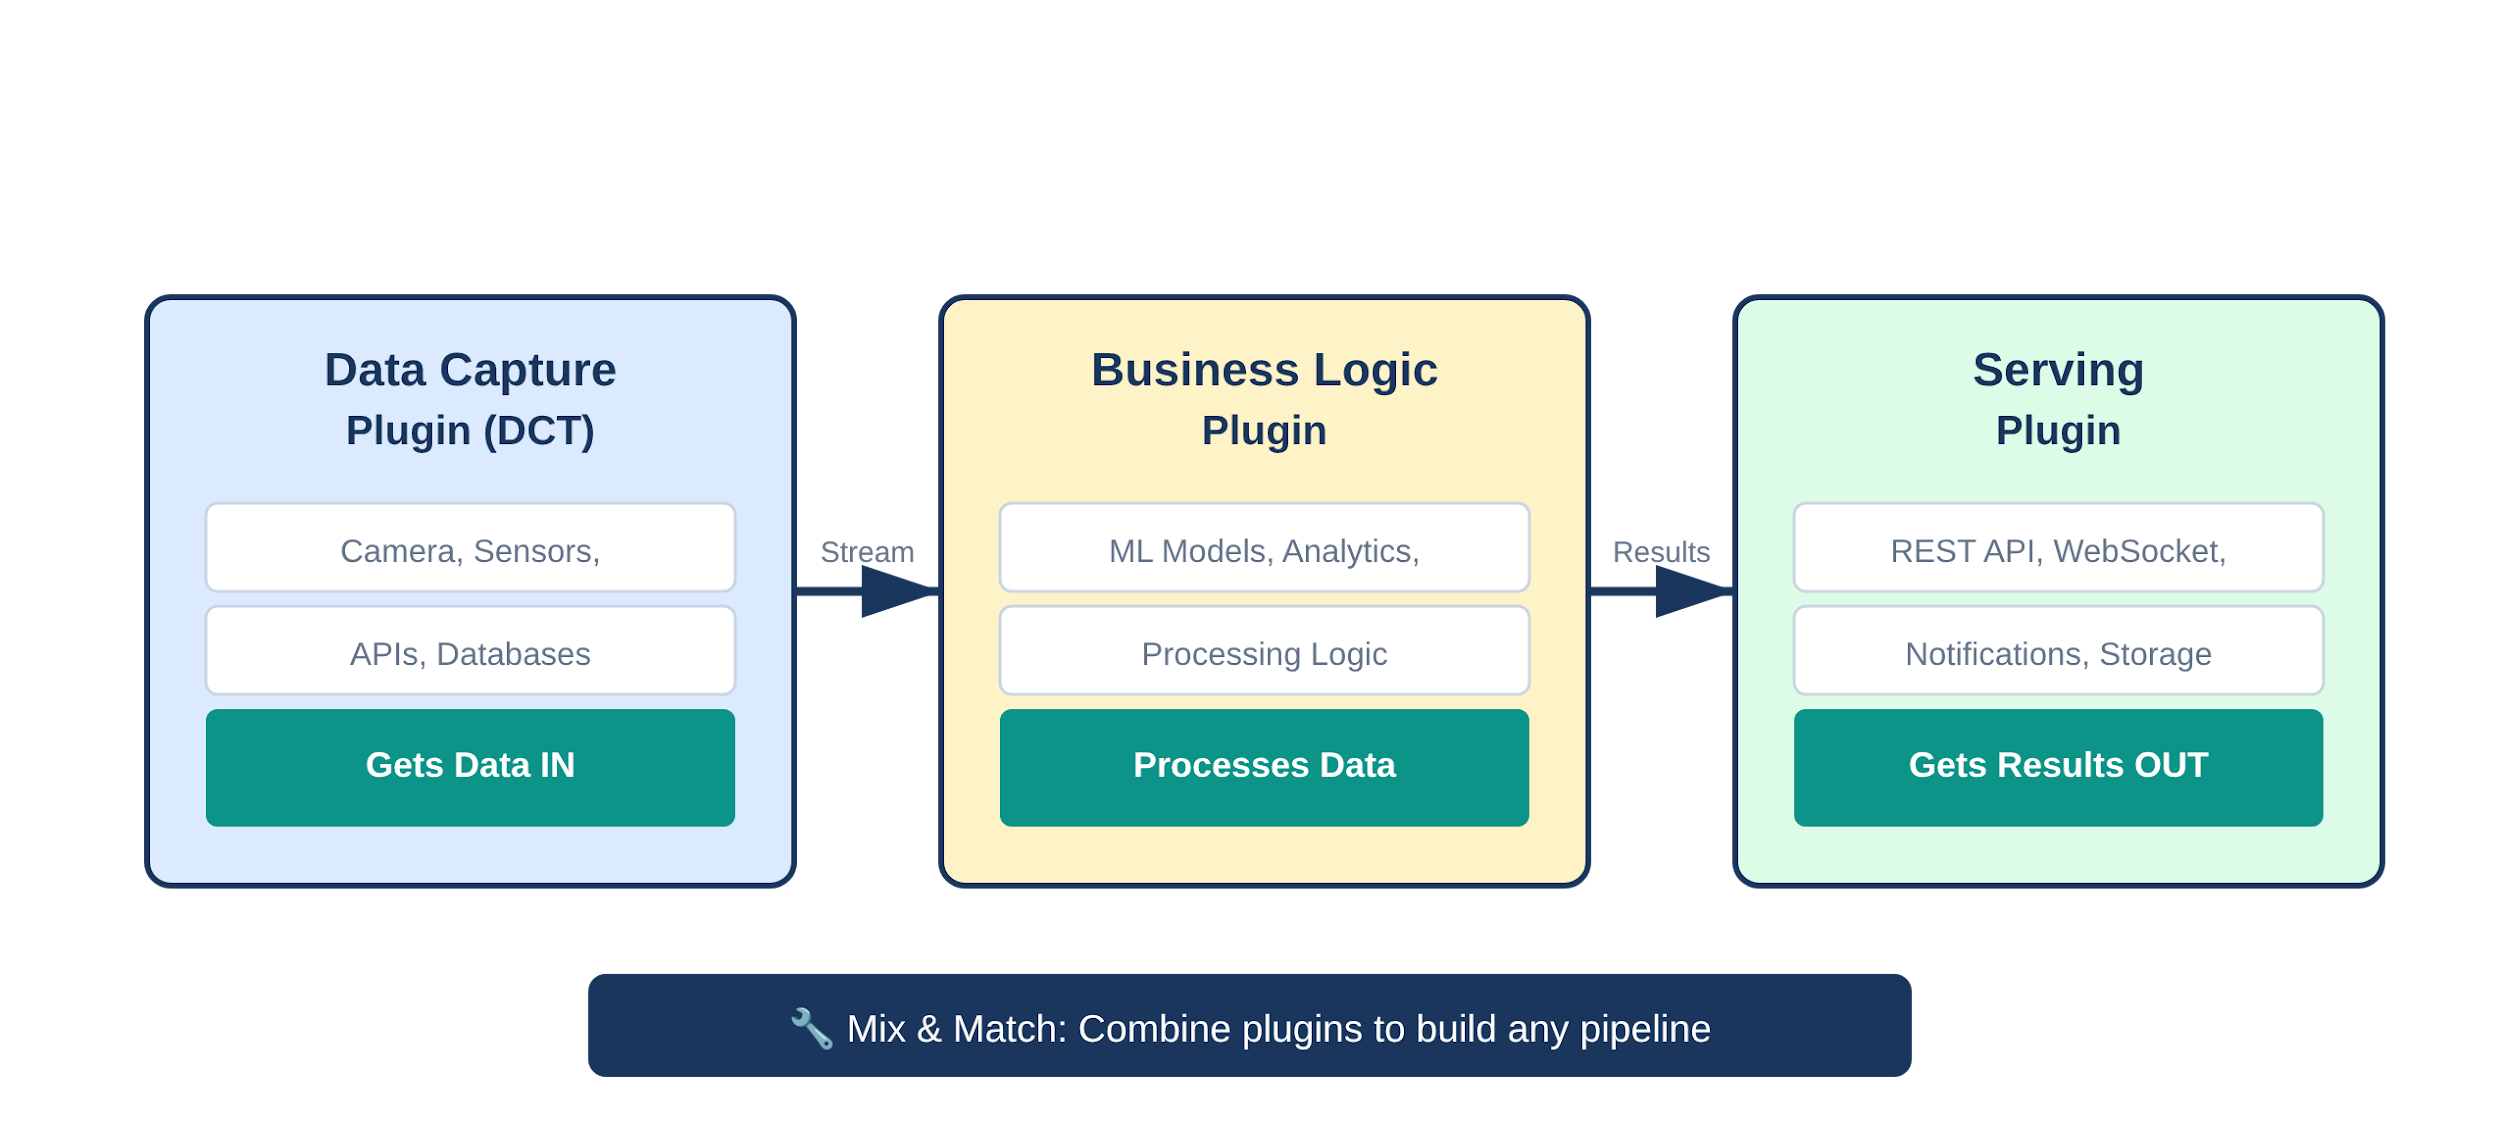 Data Capture
Plugin (DCT)
Camera, Sensors,
APIs, Databases
Gets Data IN
Stream
Business Logic
Plugin
ML Models, Analytics,
Processing Logic
Processes Data
Results
Serving
Plugin
REST API, WebSocket,
Notifications, Storage
Gets Results OUT
🔧 Mix & Match: Combine plugins to build any pipeline